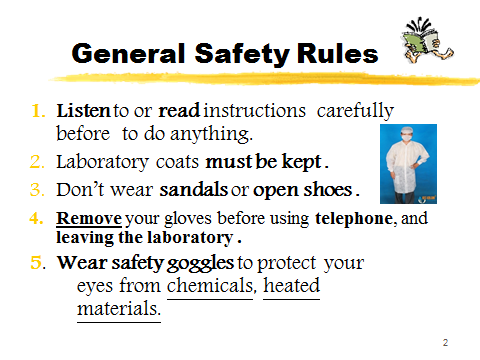 General Safety Rules
1. Listen to or read instructions carefully
before to do anything.
2. Laboratory coats must be kept .
3. Don't wear sandals or open shoes .
4. Remove your gloves before using telephone, and
leaving the laboratory .
5. Wear safety goggles to protect your
eyes from chemicals, heated
materials.
2